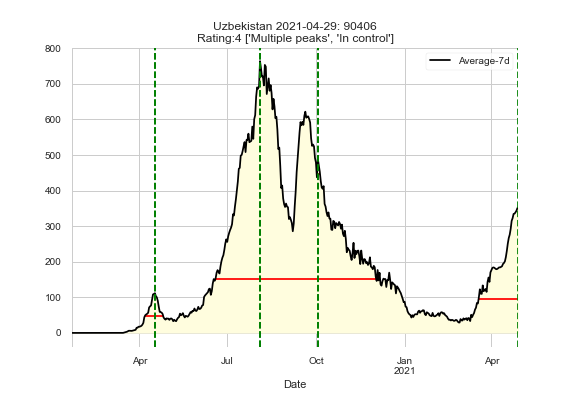 Uzbekistan 2021-04-29: 90406
Rating:4 ['Multiple peaks', 'In control']
800
700
600
500
400
300
200
100
0
Average-7d
Apr Jul Oct Jan Apr
2021
Date